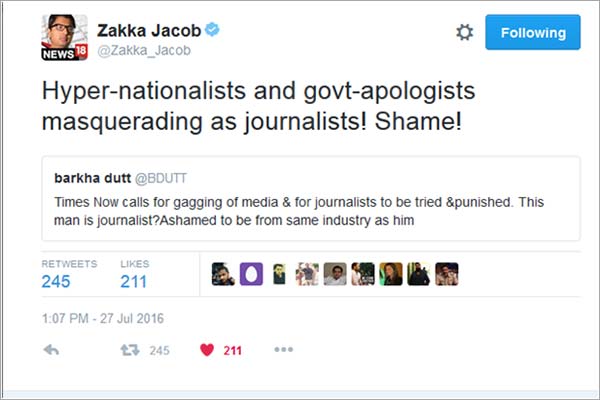 Zakka Jacob
@Zakka_Jacob
Following
NEWS 18
Hyper-nationalists and govt-apologists
masquerading as journalists! Shame!
barkha dutt @BDUTT
Times Now calls for gagging of media & for journalists to be tried &punished. This
man is journalist?Ashamed to be from same industry as him
RETWEETS LIKES
245 211
1:07 PM - 27 Jul 2016
245 211